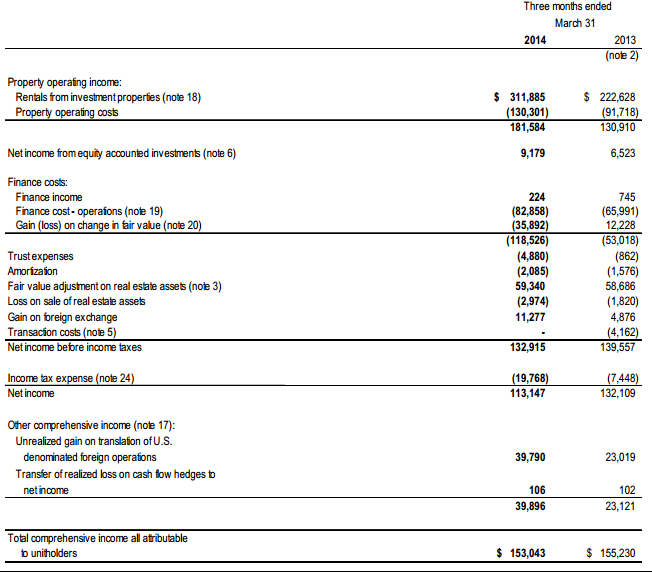 Three months ended
March 31
2014 2013
(note 2)
Property operating income:
Rentals from investment properties (note 18) $ 311,885 $ 222,628
Property operating costs (130,301) (91,718)
181,584 130,910
Net income from equity accounted investments (note 6) 9,179 6,523
Finance costs:
Finance income 224 745
Finance cost - operations (note 19) (82,858) (65,991)
Gain (loss) on change in fair value (note 20) (35,892) 12,228
(118,526) (53,018)
Trust expenses (4,880) (862)
Amortization (2,085) (1,576)
Fair value adjustment on real estate assets (note 3) 59,340 58,686
Loss on sale of real estate assets (2,974) (1,820)
Gain on foreign exchange 11,277 4,876
Transaction costs (note 5) - (4,162)
Net income before income taxes 132,915 139,557
Income tax expense (note 24) (19,768) (7,448)
Net income 113,147 132,109
Other comprehensive income (note 17):
Unrealized gain on translation of U.S.
denominated foreign operations 39,790 23,019
Transfer of realized loss on cash flow hedges to
net income 106 102
39,896 23,121
Total comprehensive income all attributable
to unitholders $ 153,043 $ 155,230